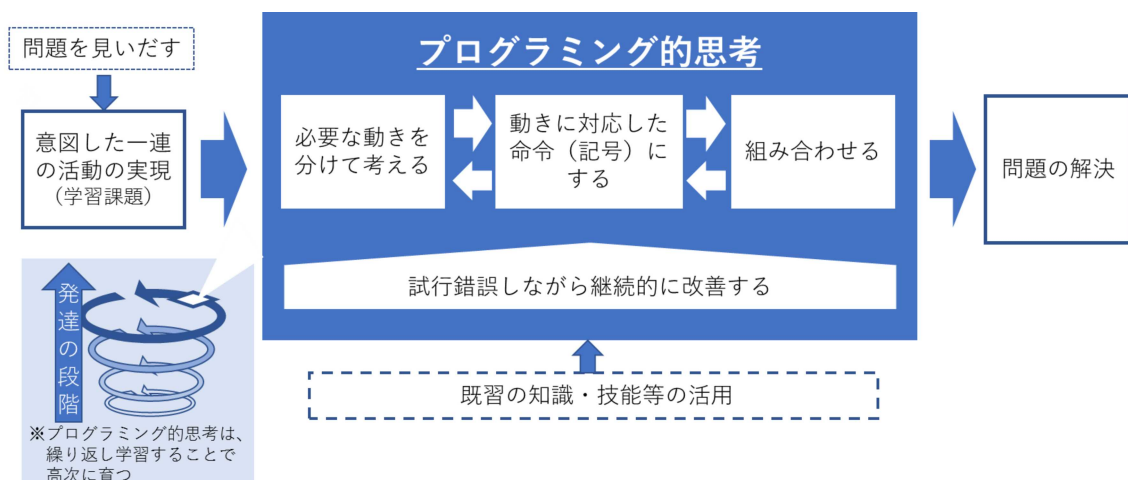 問題を見いだす
意図した一連
の活動の実現
(学習課題)
プログラミング的思考
必要な動きを
分けて考える
動きに対応した
命令（記号）に
する
組み合わせる
試行錯誤しながら継続的に改善する
問題の解決
発達の段階
※プログラミング的思考は、
繰り返し学習することで
高次に育つ
既習の知識・技能等の活用